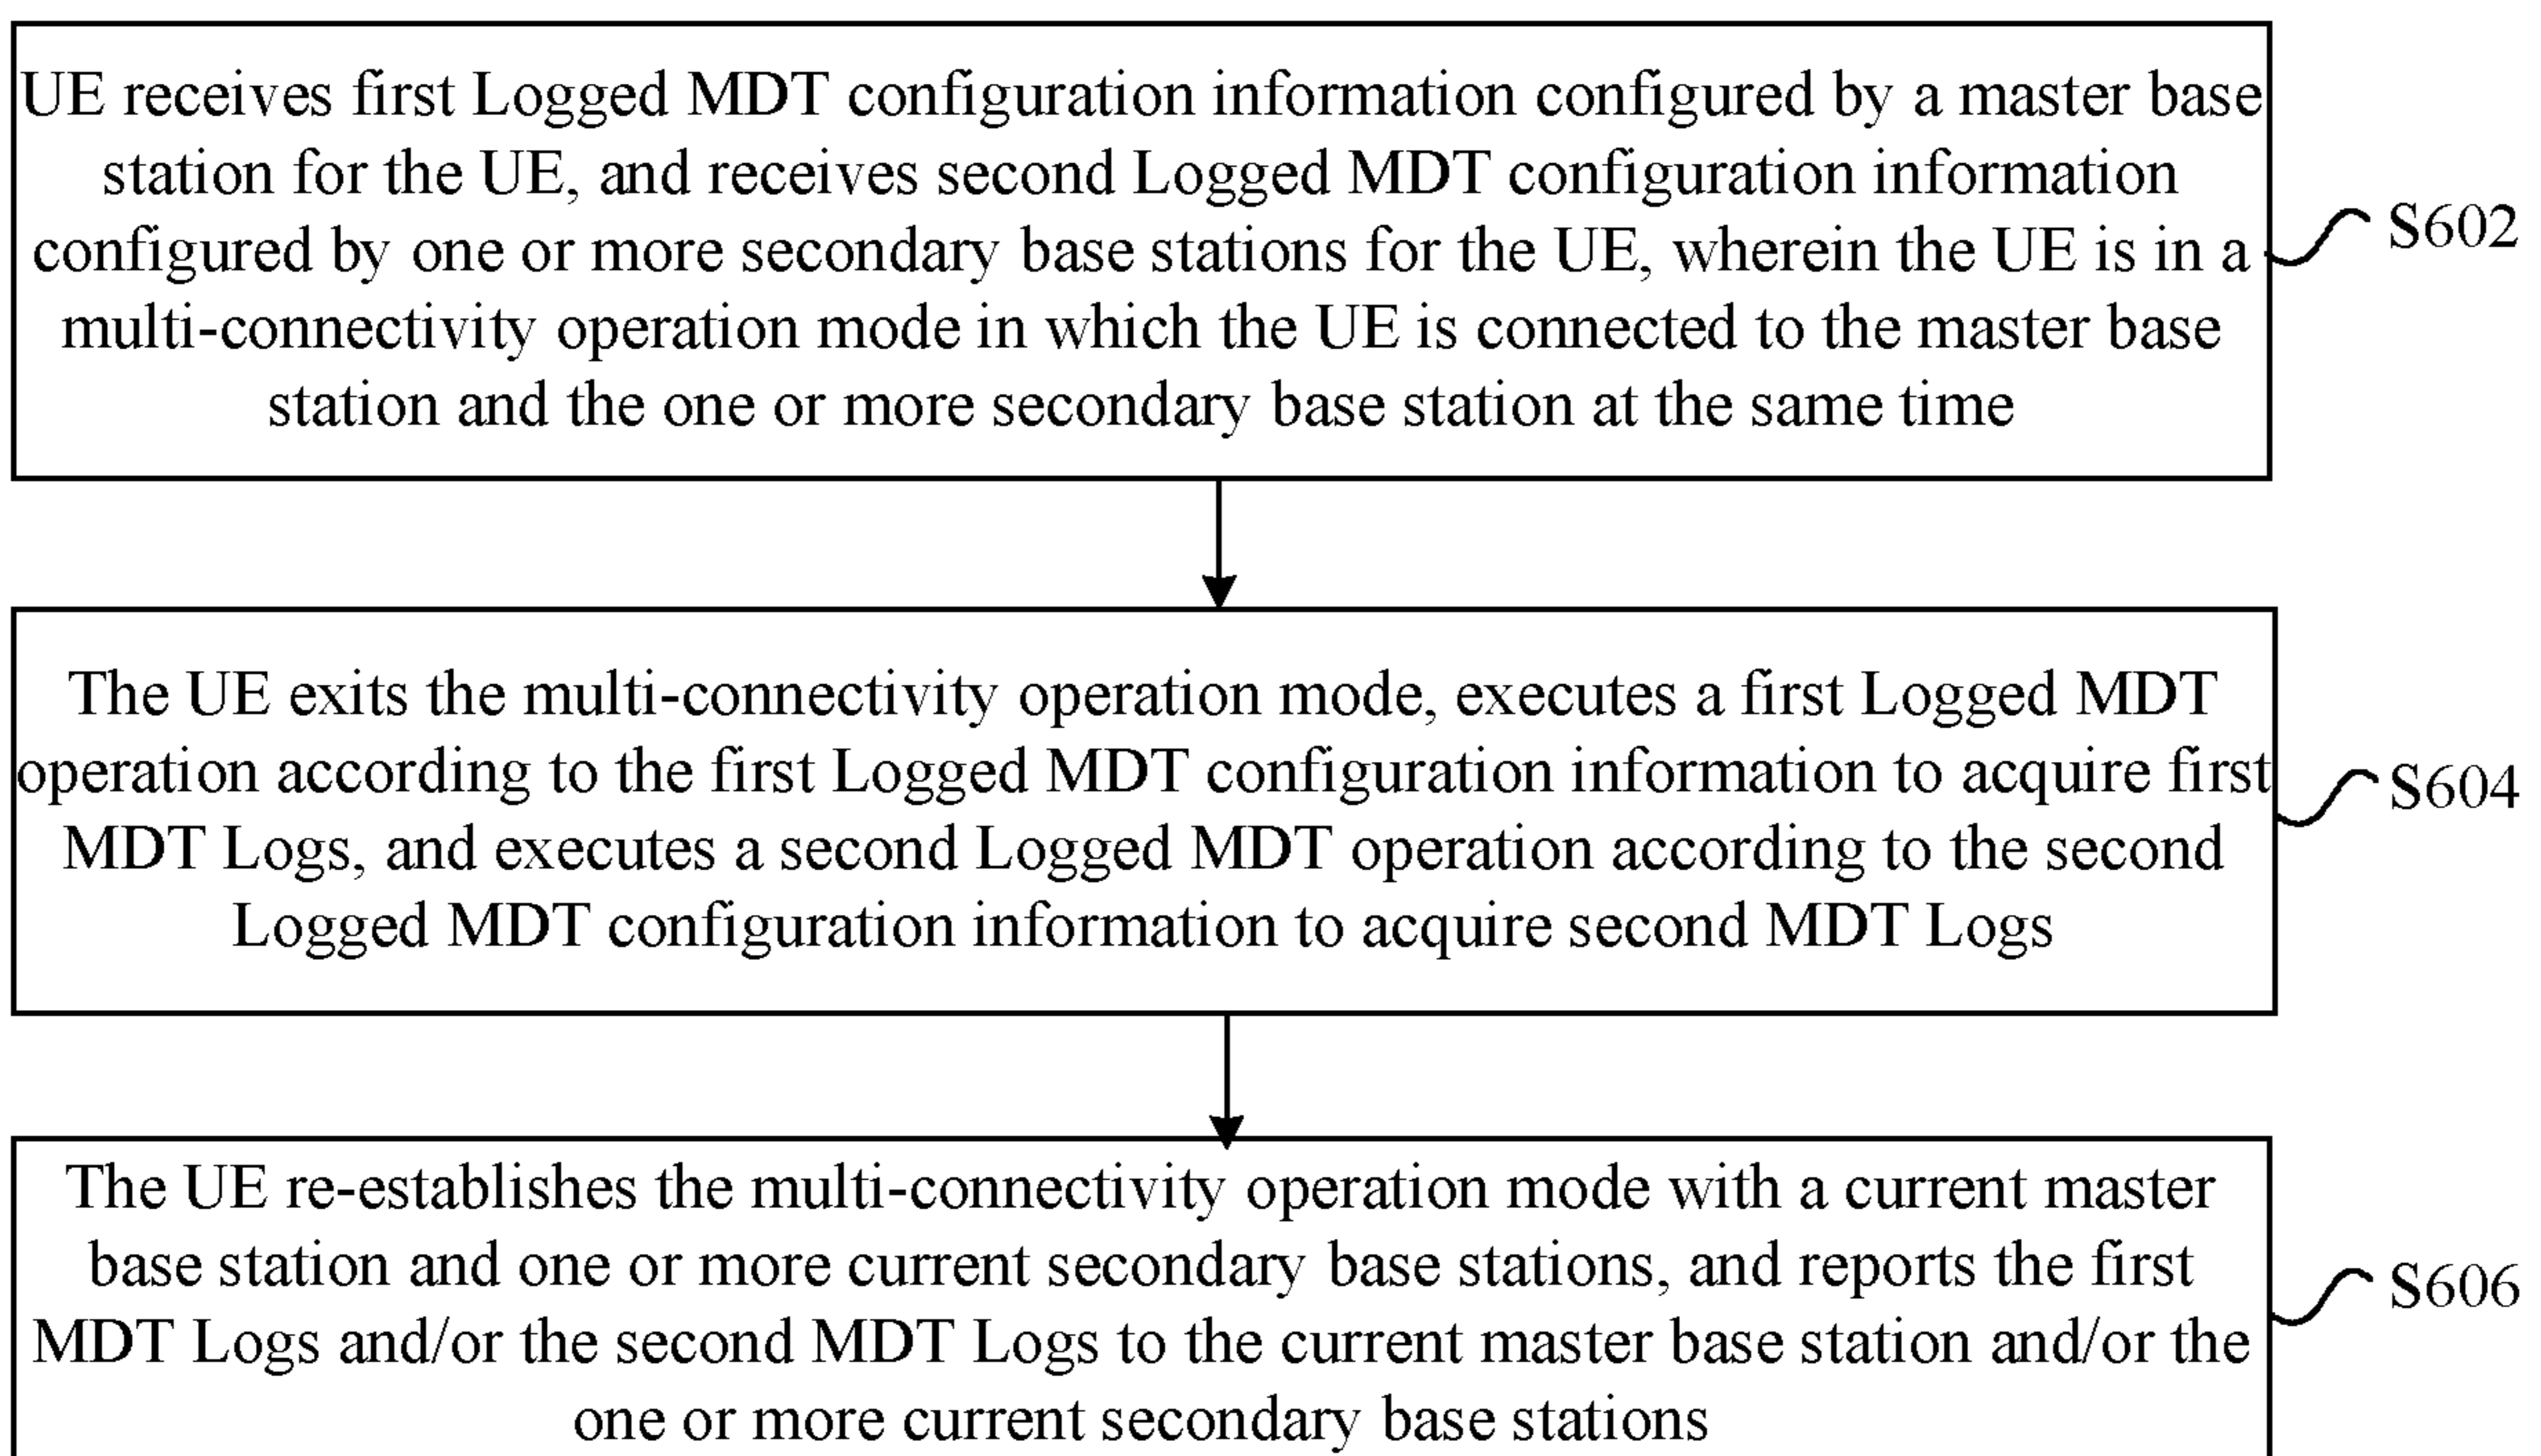 UE receives first Logged MDT configuration information configured by a master base
station for the UE, and receives second Logged MDT configuration information
configured by one or more secondary base stations for the UE, wherein the UE is in a
multi-connectivity operation mode in which the UE is connected to the master base
station and the one or more secondary base station at the same time
S602
The UE exits the multi-connectivity operation mode, executes a first Logged MDT
operation according to the first Logged MDT configuration information to acquire first
MDT Logs, and executes a second Logged MDT operation according to the second
Logged MDT configuration information to acquire second MDT Logs
S604
The UE re-establishes the multi-connectivity operation mode with a current master
base station and one or more current secondary base stations, and reports the first
MDT Logs and/or the second MDT Logs to the current master base station and/or the
one or more current secondary base stations
S606